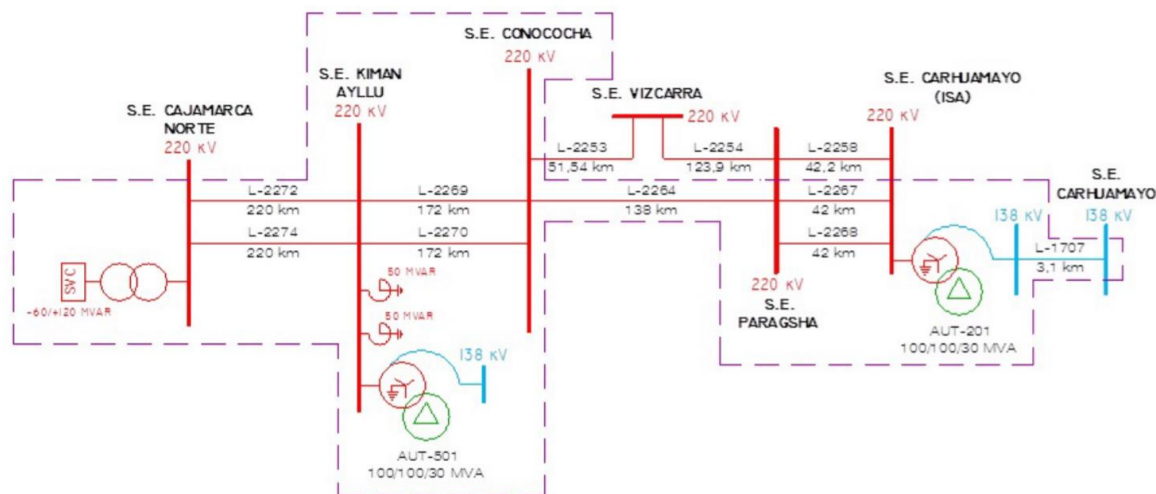 S.E. CONOCOCHA
220 KV
S.E. KIMAN
AYLLU
220 KV
S.E. CAJAMARCA
NORTE
220 KV
S.E. VIZCARRA
220 KV
S.E. CARHUAMAYO
(ISA)
220 KV
L-2253
51,54 km
L-2254
123,9 km
L-2258
42,2 km
S.E.
CARHUAMAYO
138 KV
138 KV
L-2272
220 km
L-2269
172 km
L-2264
138 km
L-2267
42 km
L-2274
220 km
L-2270
172 km
L-2268
42 km
L-1707
3,1 km
SVC
-60/+120 MVAR
50 MVAR
50 MVAR
220 KV
S.E.
PARAGSHA
138 KV
AUT-201
100/100/30 MVA
AUT-501
100/100/30 MVA